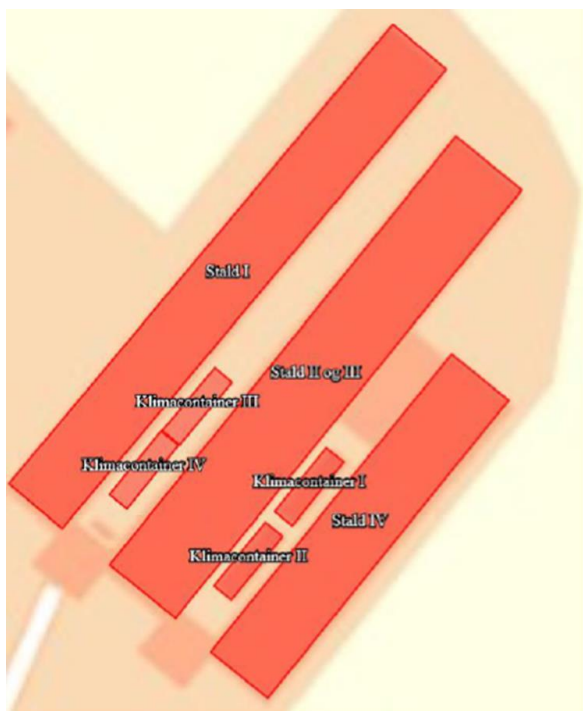 Stald I
Stald II og III
Klimacontainer III
Klimacontainer IV
Klimacontainer I
Stald IV
Klimacontainer II